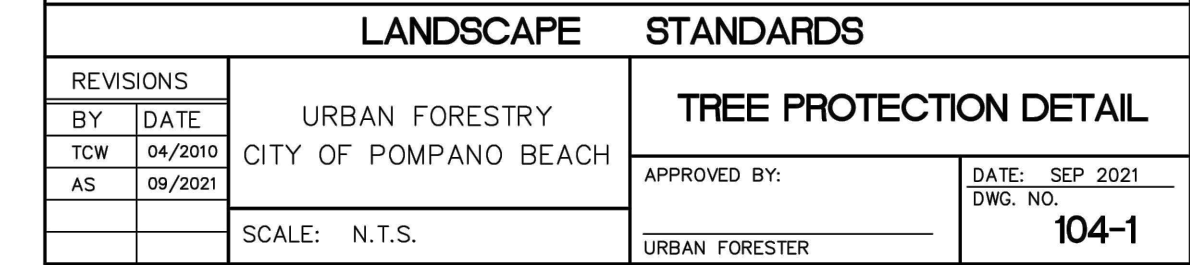 LANDSCAPE STANDARDS
REVISIONS
BY DATE
TCW 04/2010
AS 09/2021
URBAN FORESTRY
CITY OF POMPANO BEACH
SCALE: N.T.S.
TREE PROTECTION DETAIL
APPROVED BY:
URBAN FORESTER
DATE: SEP 2021
DWG. NO.
104-1